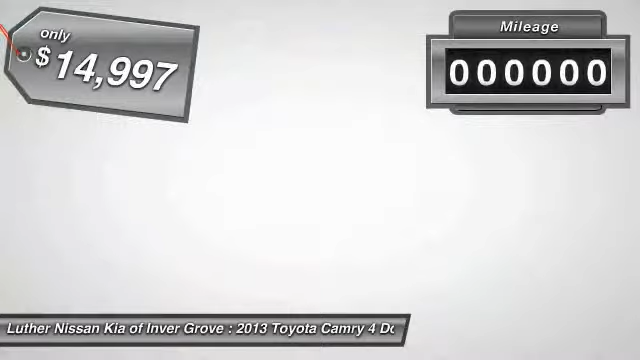 only
$14,997
Mileage
000000
Luther Nissan Kia of Inver Grove : 2013 Toyota Camry 4